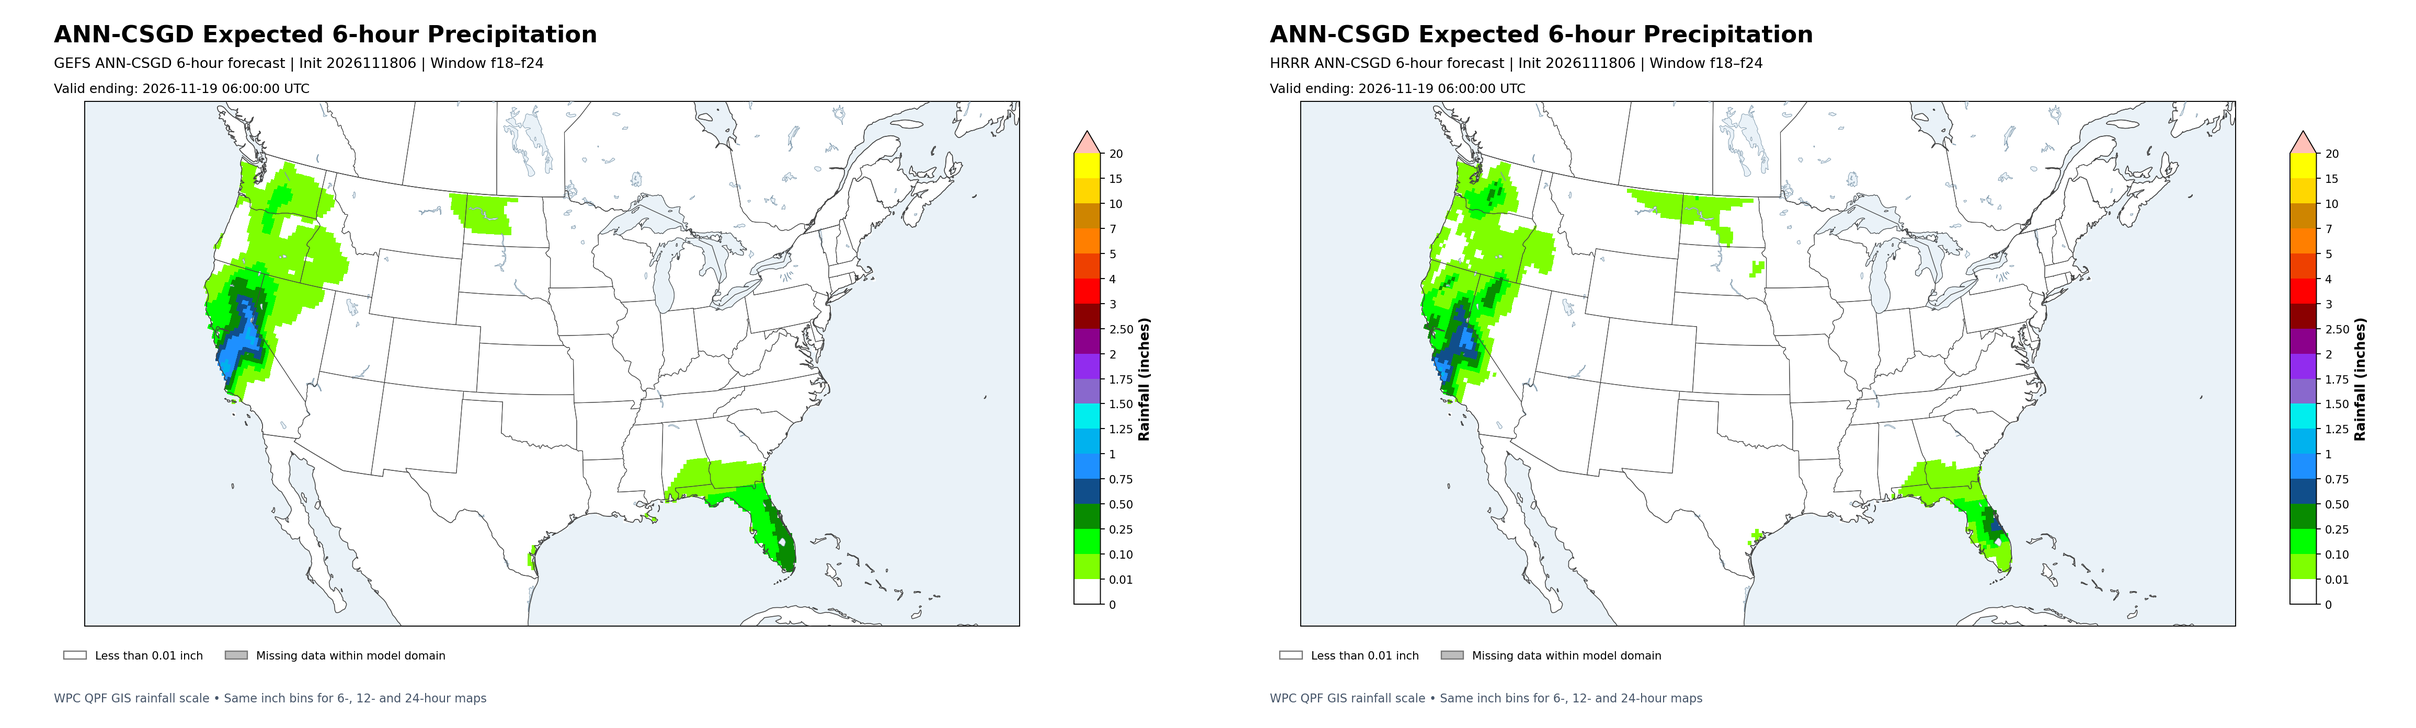 ANN-CSGD Expected 6-hour Precipitation
GEFS ANN-CSGD 6-hour forecast | Init 2026111806 | Window f18–f24
Valid ending: 2026-11-19 06:00:00 UTC
20
15
10
7
5
4
3
2.50
2
1.75
1.50
1.25
1
0.75
0.50
0.25
0.10
0.01
0
Rainfall (inches)
Less than 0.01 inch
Missing data within model domain
WPC QPF GIS rainfall scale • Same inch bins for 6-, 12- and 24-hour maps
ANN-CSGD Expected 6-hour Precipitation
HRRR ANN-CSGD 6-hour forecast | Init 2026111806 | Window f18–f24
Valid ending: 2026-11-19 06:00:00 UTC
20
15
10
7
5
4
3
2.50
2
1.75
1.50
1.25
1
0.75
0.50
0.25
0.10
0.01
0
Rainfall (inches)
Less than 0.01 inch
Missing data within model domain
WPC QPF GIS rainfall scale • Same inch bins for 6-, 12- and 24-hour maps